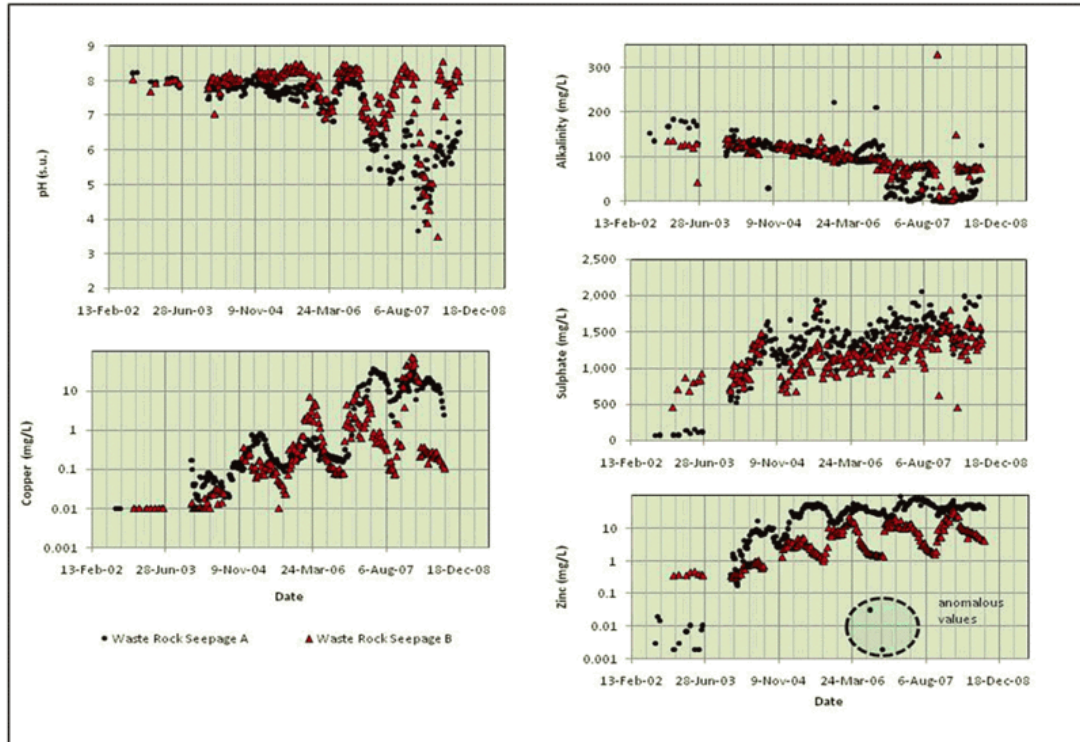 9
8
7
6
5
4
3
2
pH (s.u.)
13-Feb-02 28-Jun-03 9-Nov-04 24-Mar-06 6-Aug-07 18-Dec-08
10
1
0.1
0.01
0.001
Copper (mg/L)
13-Feb-02 28-Jun-03 9-Nov-04 24-Mar-06 6-Aug-07 18-Dec-08
Date
Waste Rock Seepage A Waste Rock Seepage B
300
200
100
0
Alkalinity (mg/L)
13-Feb-02 28-Jun-03 9-Nov-04 24-Mar-06 6-Aug-07 18-Dec-08
2,500
2,000
1,500
1,000
500
0
Sulphate (mg/L)
13-Feb-02 28-Jun-03 9-Nov-04 24-Mar-06 6-Aug-07 18-Dec-08
10
1
0.1
0.01
0.001
Zinc (mg/L)
anomalous
values
13-Feb-02 28-Jun-03 9-Nov-04 24-Mar-06 6-Aug-07 18-Dec-08
Date